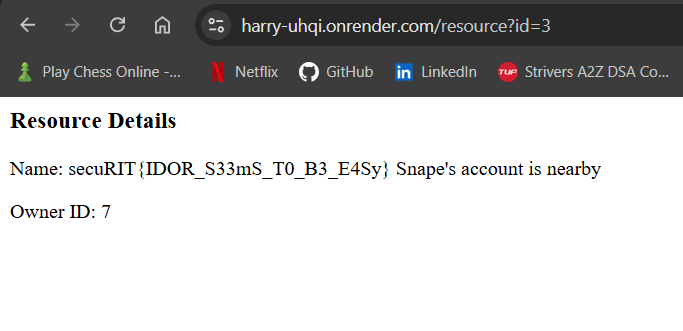 harry-uhqi.onrender.com/resource?id=3
Play Chess Online -... Netflix GitHub LinkedIn TUF Strivers A2Z DSA Co...
Resource Details
Name: secuRIT{IDOR_S33mS_T0_B3_E4Sy} Snape's account is nearby
Owner ID: 7